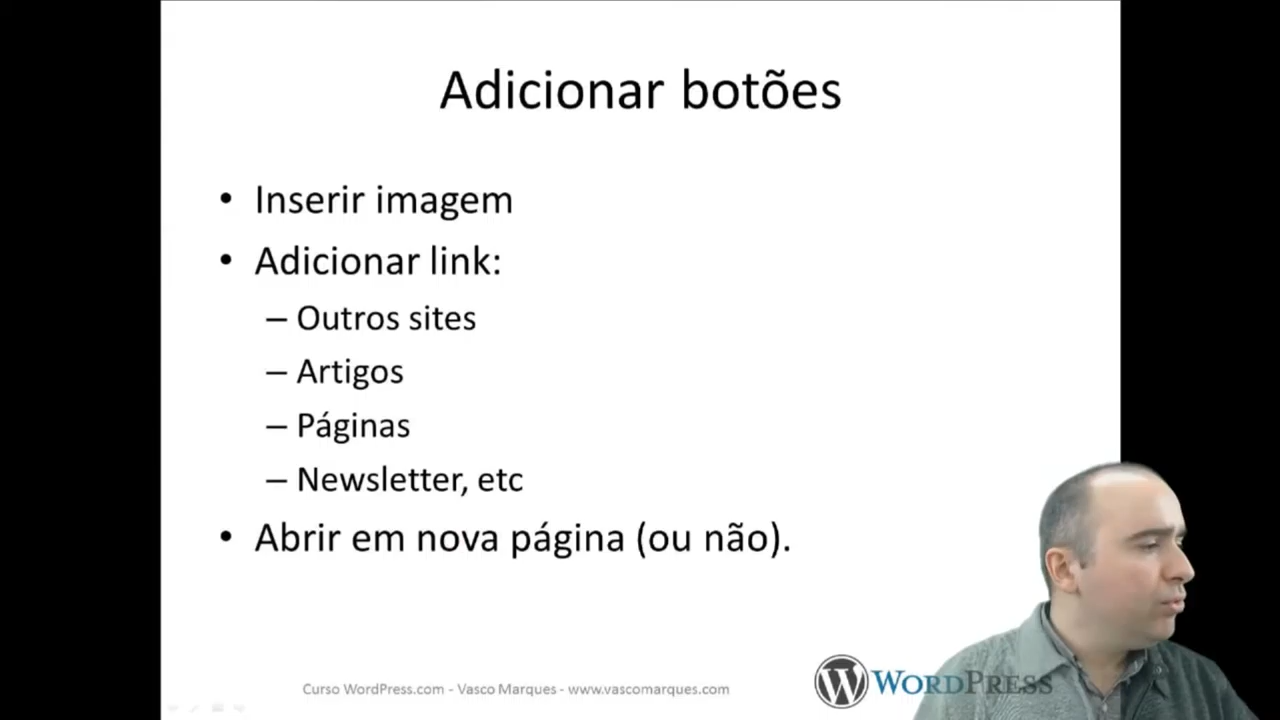 Adicionar botões
• Inserir imagem
• Adicionar link:
– Outros sites
– Artigos
– Páginas
– Newsletter, etc
• Abrir em nova página (ou não).
Curso WordPress.com - Vasco Marques - www.vascomarques.com
WORDPRESS